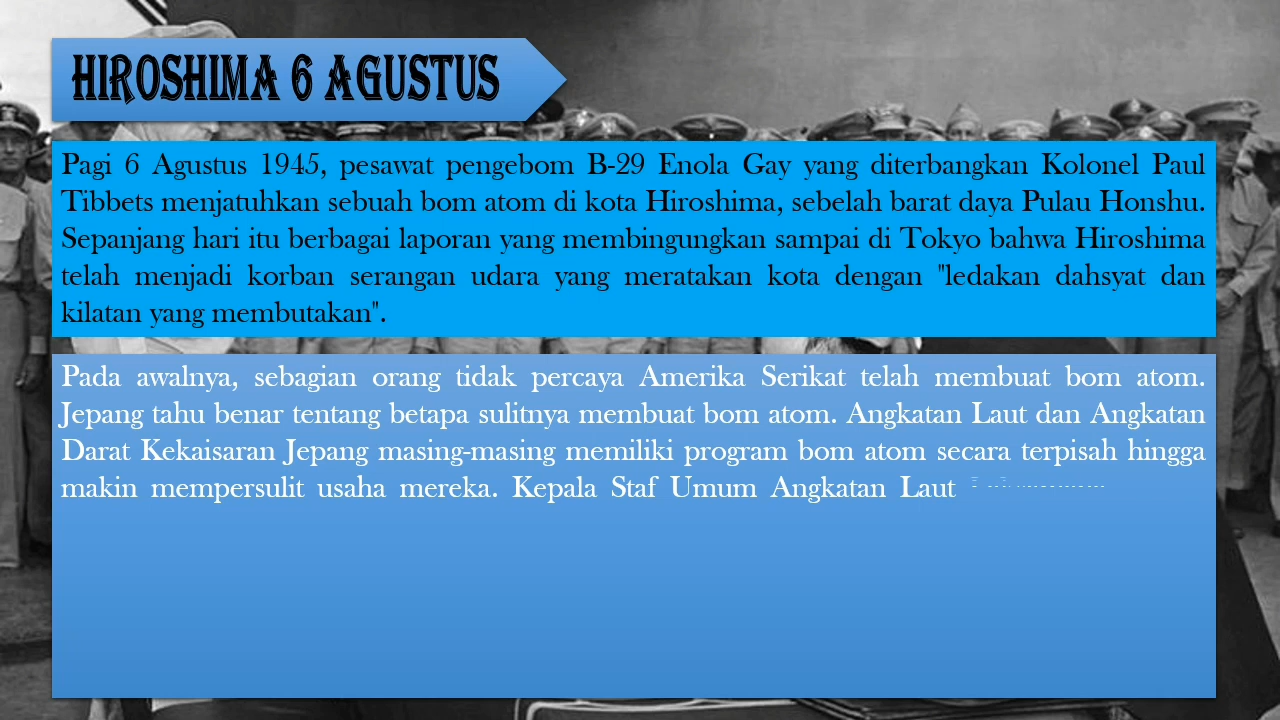 HIROSHIMA 6 AGUSTUS
Pagi 6 Agustus 1945, pesawat pengebom B-29 Enola Gay yang diterbangkan Kolonel Paul
Tibbets menjatuhkan sebuah bom atom di kota Hiroshima, sebelah barat daya Pulau Honshu.
Sepanjang hari itu berbagai laporan yang membingungkan sampai di Tokyo bahwa Hiroshima
telah menjadi korban serangan udara yang meratakan kota dengan "ledakan dahsyat dan
kilatan yang membutakan".
Pada awalnya, sebagian orang tidak percaya Amerika Serikat telah membuat bom atom.
Jepang tahu benar tentang betapa sulitnya membuat bom atom. Angkatan Laut dan Angkatan
Darat Kekaisaran Jepang masing-masing memiliki program bom atom secara terpisah hingga
makin mempersulit usaha mereka. Kepala Staf Umum Angkatan Laut